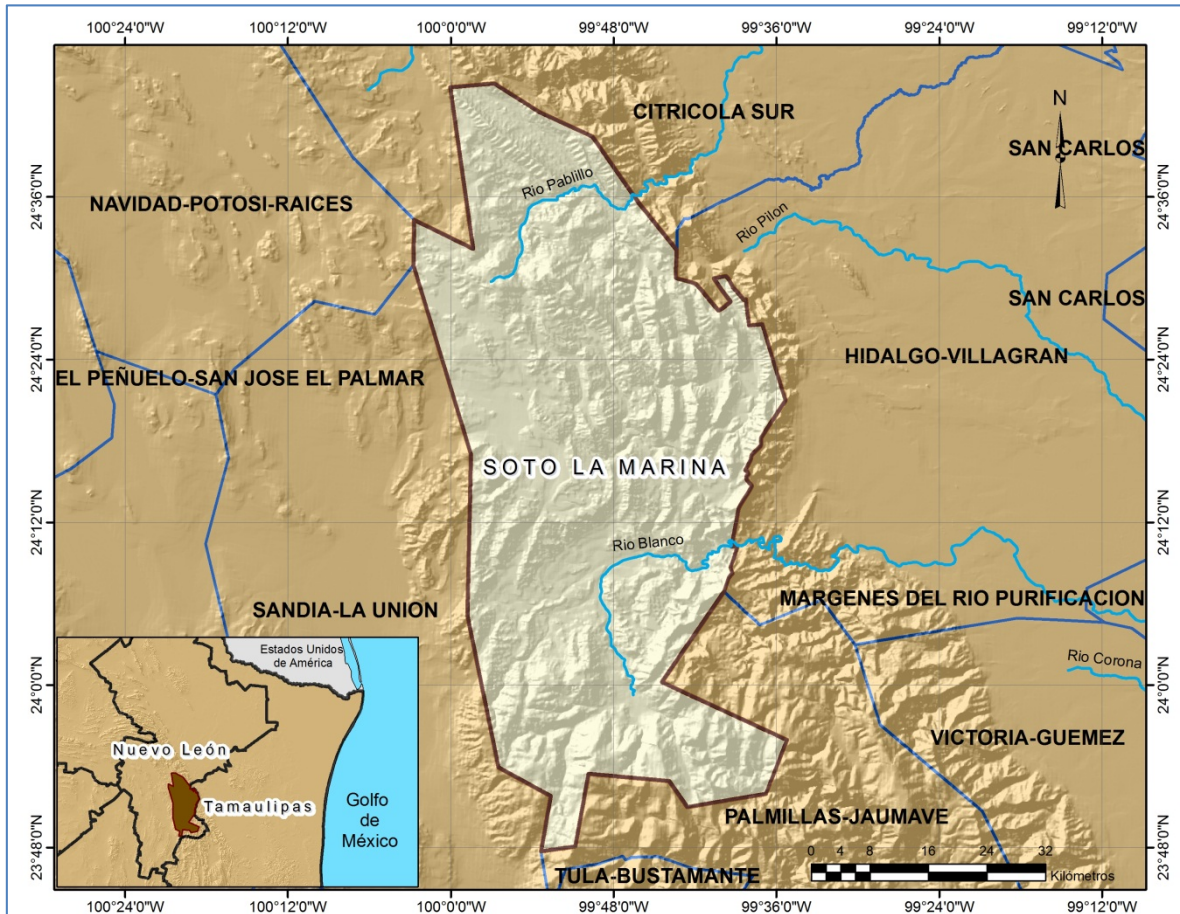 100°24'0"W 100°12'0"W 100°0'0"W 99°48'0"W 99°36'0"W 99°24'0"W 99°12'0"W
CITRICOLA SUR
N
SAN CARLOS
24°36'0"N
24°36'0"N
NAVIDAD-POTOSI-RAICES
Rio Pablillo
Rio Pilon
SAN CARLOS
24°24'0"N
24°24'0"N
HIDALGO-VILLAGRAN
EL PEÑUELO-SAN JOSE EL PALMAR
SOTO LA MARINA
24°12'0"N
24°12'0"N
Rio Blanco
SANDIA-LA UNION
MARGENES DEL RIO PURIFICACION
Rio Corona
24°0'0"N
24°0'0"N
VICTORIA-GUEMEZ
PALMILLAS-JAUMAVE
23°48'0"N
23°48'0"N
TULA-BUSTAMANTE
0 4 8 16 24 32
Kilómetros
Estados Unidos
de América
Nuevo León
Tamaulipas
Golfo
de
México
100°24'0"W 100°12'0"W 100°0'0"W 99°48'0"W 99°36'0"W 99°24'0"W 99°12'0"W